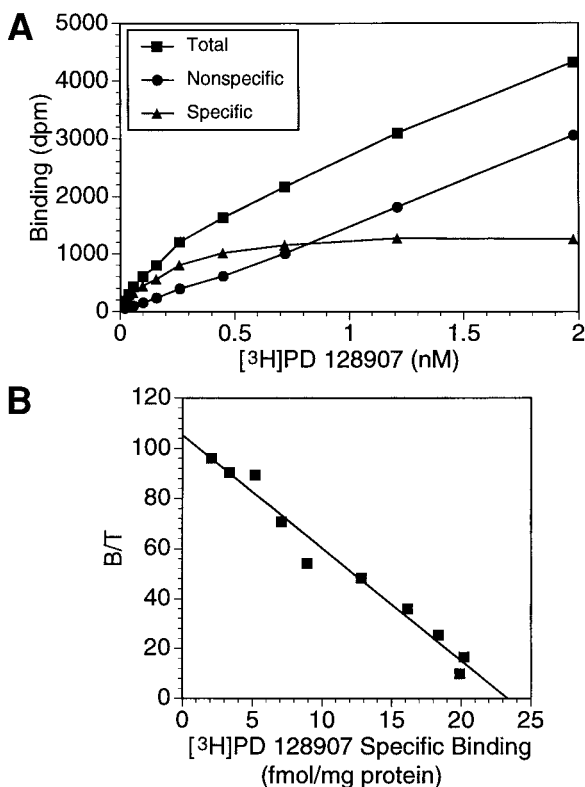 A
5000
4000
3000
2000
1000
0
Binding (dpm)
Total
Nonspecific
Specific
0
0.5
1
1.5
2
[³H]PD 128907 (nM)
B
120
100
80
60
40
20
0
B/T
0
5
10
15
20
25
[³H]PD 128907 Specific Binding
(fmol/mg protein)